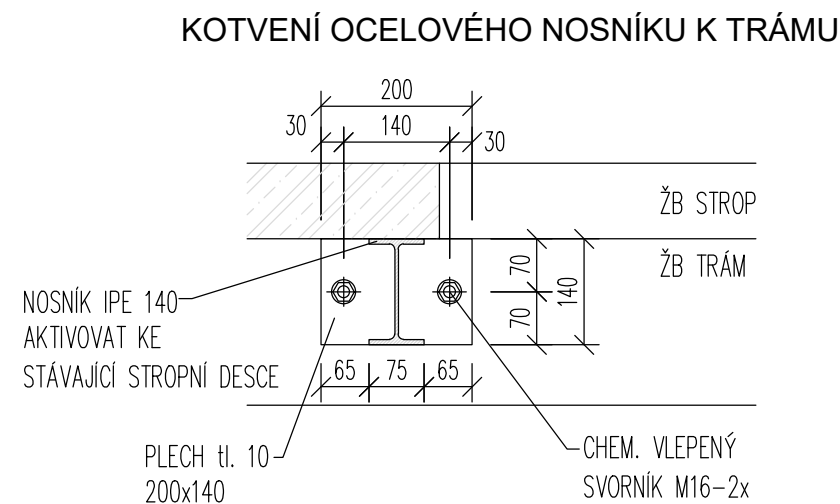 KOTVENÍ OCELOVÉHO NOSNÍKU K TRÁMU
200
30 140 30
ŽB STROP
ŽB TRÁM
70
140
70
NOSNÍK IPE 140
AKTIVOVAT KE
STÁVAJÍCÍ STROPNÍ DESCE
65 75 65
PLECH tl. 10
200x140
CHEM. VLEPENÝ
SVORNÍK M16-2x